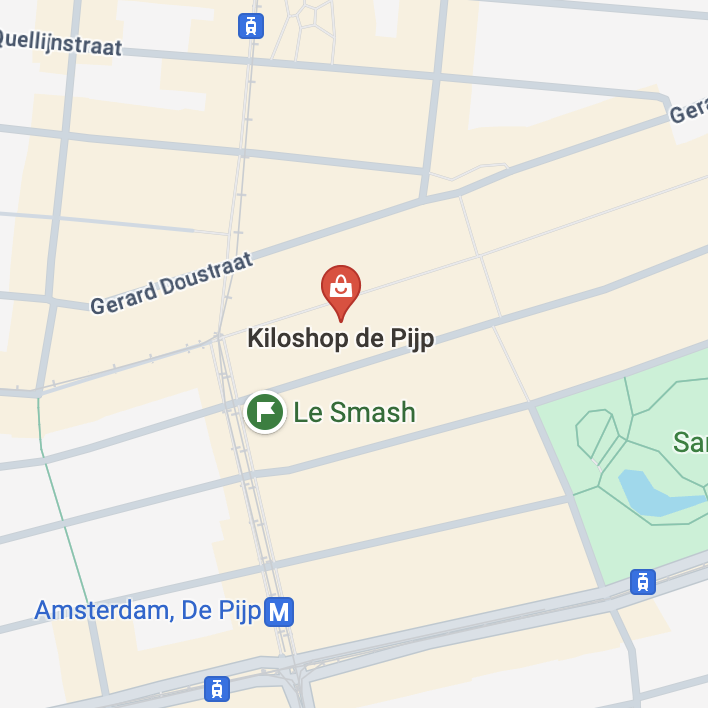 Quellijnstraat
Gera
Gerard Doustraat
Kiloshop de Pijp
Le Smash
Sar
Amsterdam, De Pijp M